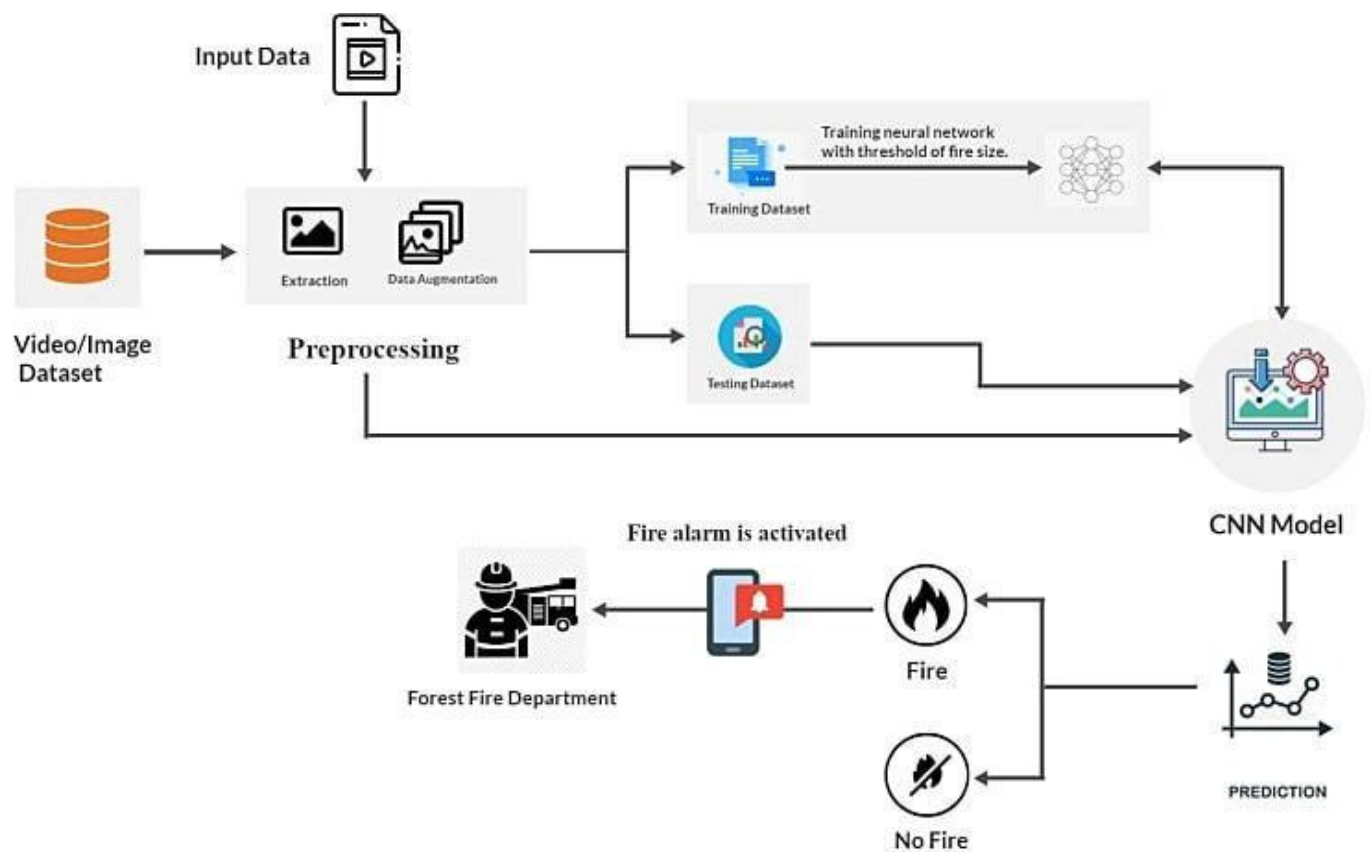 Input Data
Training neural network
with threshold of fire size.
Training Dataset
Extraction
Data Augmentation
Video/Image
Dataset
Preprocessing
Testing Dataset
CNN Model
Fire alarm is activated
Forest Fire Department
Fire
PREDICTION
No Fire